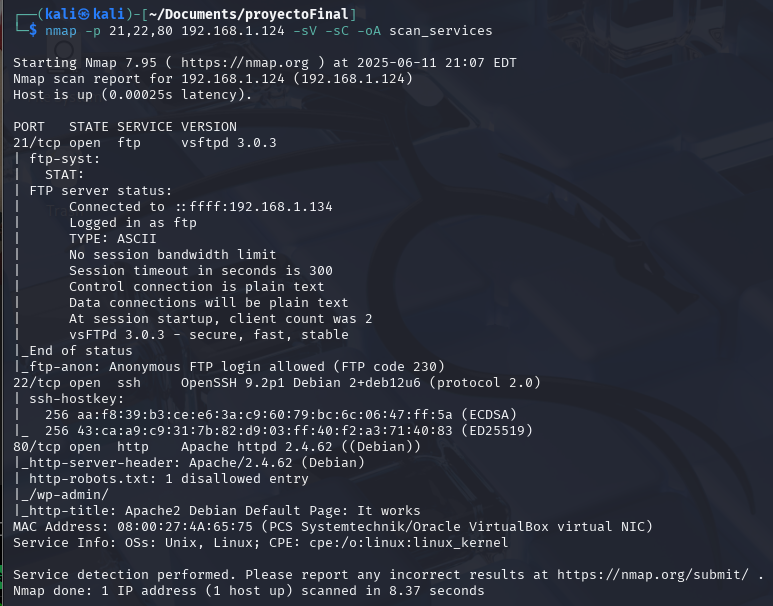 ┌──(kali㉿kali)-[~/Documents/proyectoFinal]
└─$ nmap -p 21,22,80 192.168.1.124 -sV -sC -oA scan_services
Starting Nmap 7.95 ( https://nmap.org ) at 2025-06-11 21:07 EDT
Nmap scan report for 192.168.1.124 (192.168.1.124)
Host is up (0.00025s latency).
PORT   STATE SERVICE VERSION
21/tcp open  ftp     vsftpd 3.0.3
| ftp-syst:
|   STAT:
| FTP server status:
|      Connected to ::ffff:192.168.1.134
|      Logged in as ftp
|      TYPE: ASCII
|      No session bandwidth limit
|      Session timeout in seconds is 300
|      Control connection is plain text
|      Data connections will be plain text
|      At session startup, client count was 2
|      vsFTPd 3.0.3 - secure, fast, stable
|_End of status
|_ftp-anon: Anonymous FTP login allowed (FTP code 230)
22/tcp open  ssh     OpenSSH 9.2p1 Debian 2+deb12u6 (protocol 2.0)
| ssh-hostkey:
|   256 aa:f8:39:b3:ce:e6:3a:c9:60:79:bc:6c:06:47:ff:5a (ECDSA)
|_  256 43:ca:a9:c9:31:7b:82:d9:03:ff:40:f2:a3:71:40:83 (ED25519)
80/tcp open  http    Apache httpd 2.4.62 ((Debian))
|_http-server-header: Apache/2.4.62 (Debian)
| http-robots.txt: 1 disallowed entry
|_/wp-admin/
|_http-title: Apache2 Debian Default Page: It works
MAC Address: 08:00:27:4A:65:75 (PCS Systemtechnik/Oracle VirtualBox virtual NIC)
Service Info: OSs: Unix, Linux; CPE: cpe:/o:linux:linux_kernel
Service detection performed. Please report any incorrect results at https://nmap.org/submit/ .
Nmap done: 1 IP address (1 host up) scanned in 8.37 seconds